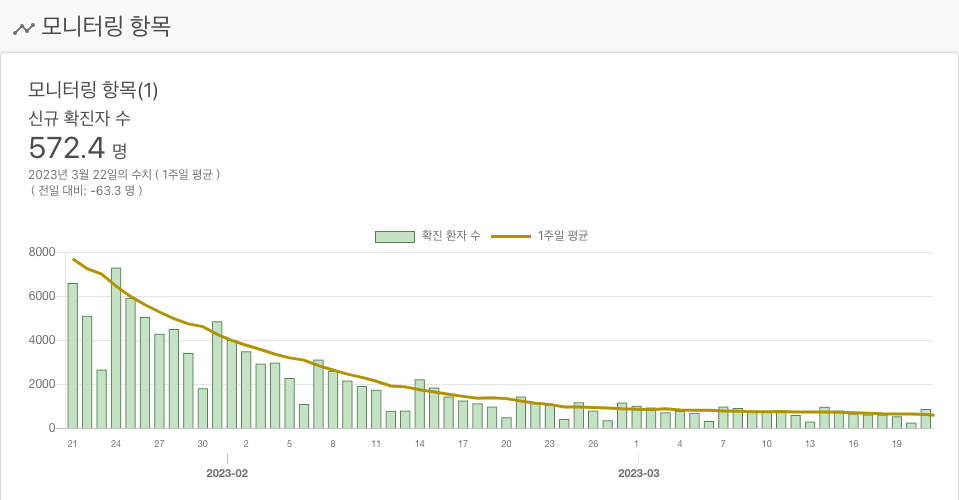 모니터링 항목
모니터링 항목(1)
신규 확진자 수
572.4 명
2023년 3월 22일의 수치 ( 1주일 평균 )
( 전일 대비: -63.3 명 )
확진 환자 수 1주일 평균
8000
6000
4000
2000
0
21 24 27 30 2 5 8 11 14 17 20 23 26 1 4 7 10 13 16 19
2023-02 2023-03